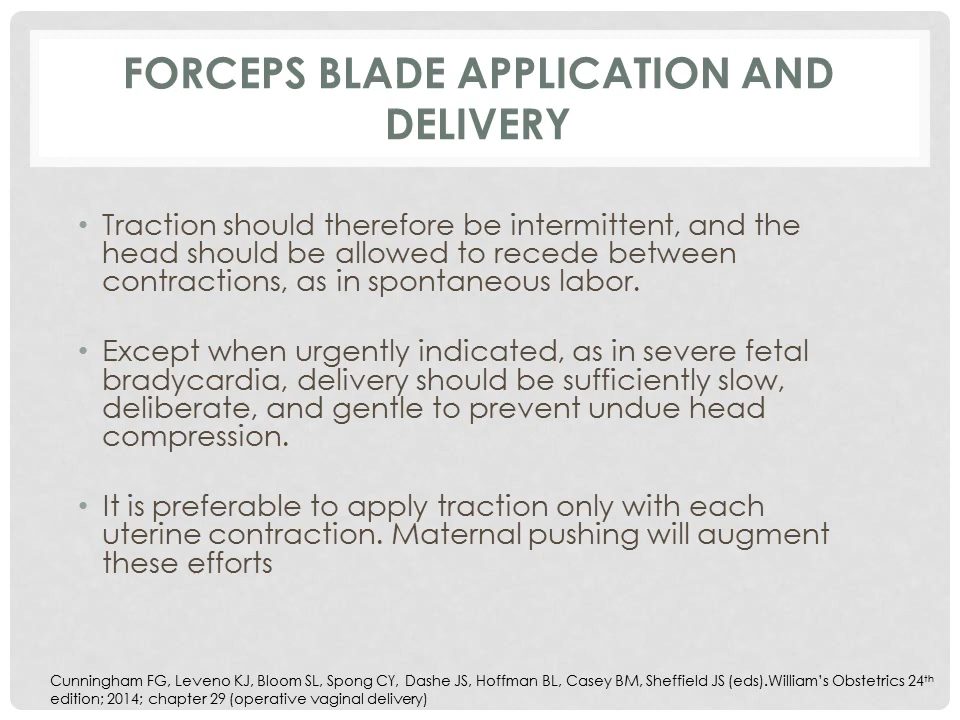 FORCEPS BLADE APPLICATION AND
DELIVERY
• Traction should therefore be intermittent, and the
head should be allowed to recede between
contractions, as in spontaneous labor.
• Except when urgently indicated, as in severe fetal
bradycardia, delivery should be sufficiently slow,
deliberate, and gentle to prevent undue head
compression.
• It is preferable to apply traction only with each
uterine contraction. Maternal pushing will augment
these efforts
Cunningham FG, Leveno KJ, Bloom SL, Spong CY, Dashe JS, Hoffman BL, Casey BM, Sheffield JS (eds).William’s Obstetrics 24th
edition; 2014; chapter 29 (operative vaginal delivery)